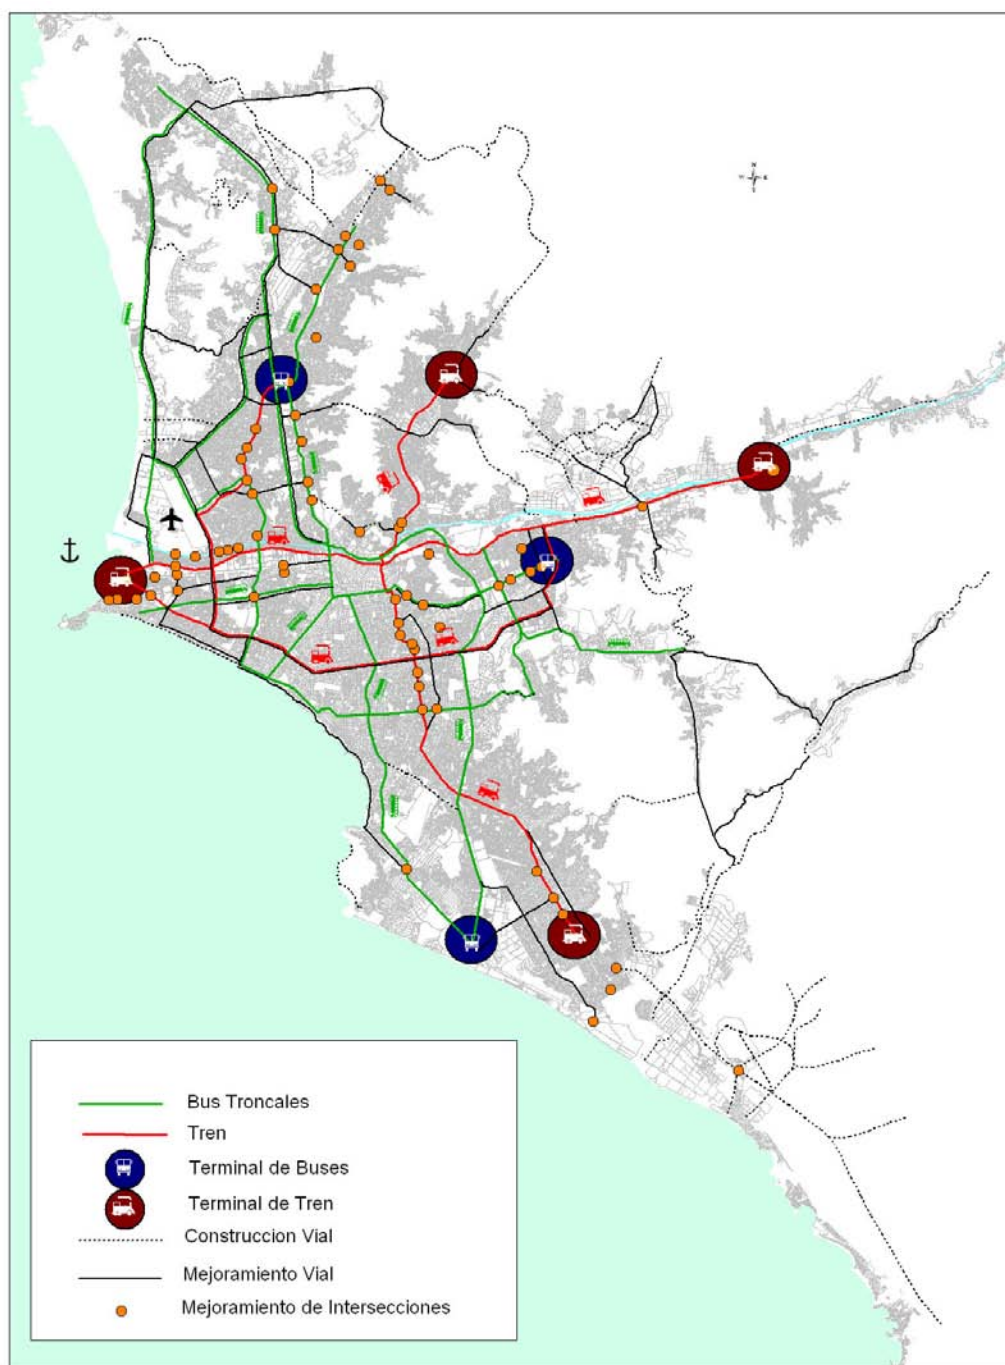 Bus Troncales
Tren
Terminal de Buses
Terminal de Tren
Construccion Vial
Mejoramiento Vial
Mejoramiento de Intersecciones